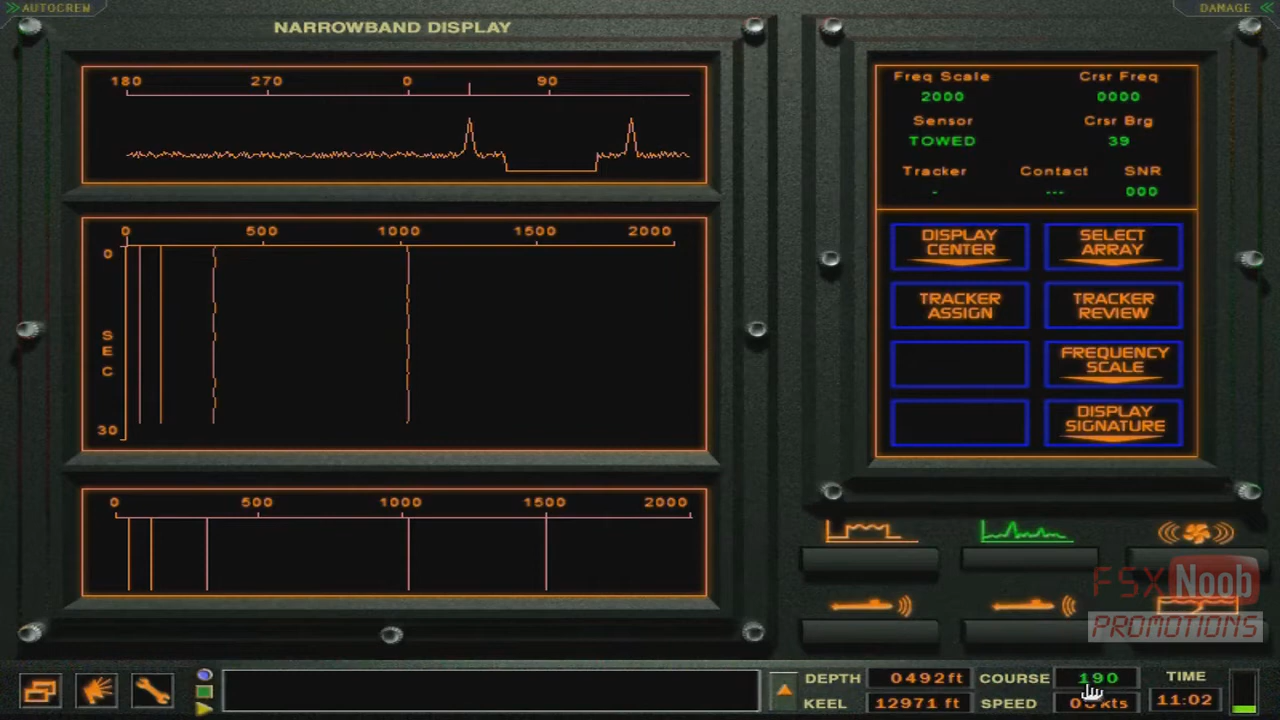 AUTOCREW
DAMAGE
NARROWBAND DISPLAY
180 270 0 90
Freq Scale Crsr Freq
2000 0000
Sensor Crsr Brg
TOWED 39
Tracker Contact SNR
- --- 000
0 500 1000 1500 2000
0
SEC
30
DISPLAY CENTER
SELECT ARRAY
TRACKER ASSIGN
TRACKER REVIEW
FREQUENCY SCALE
DISPLAY SIGNATURE
0 500 1000 1500 2000
FSX Noob
PROMOTIONS
DEPTH 0492 ft COURSE 190 TIME
KEEL 12971 ft SPEED kts 11:02